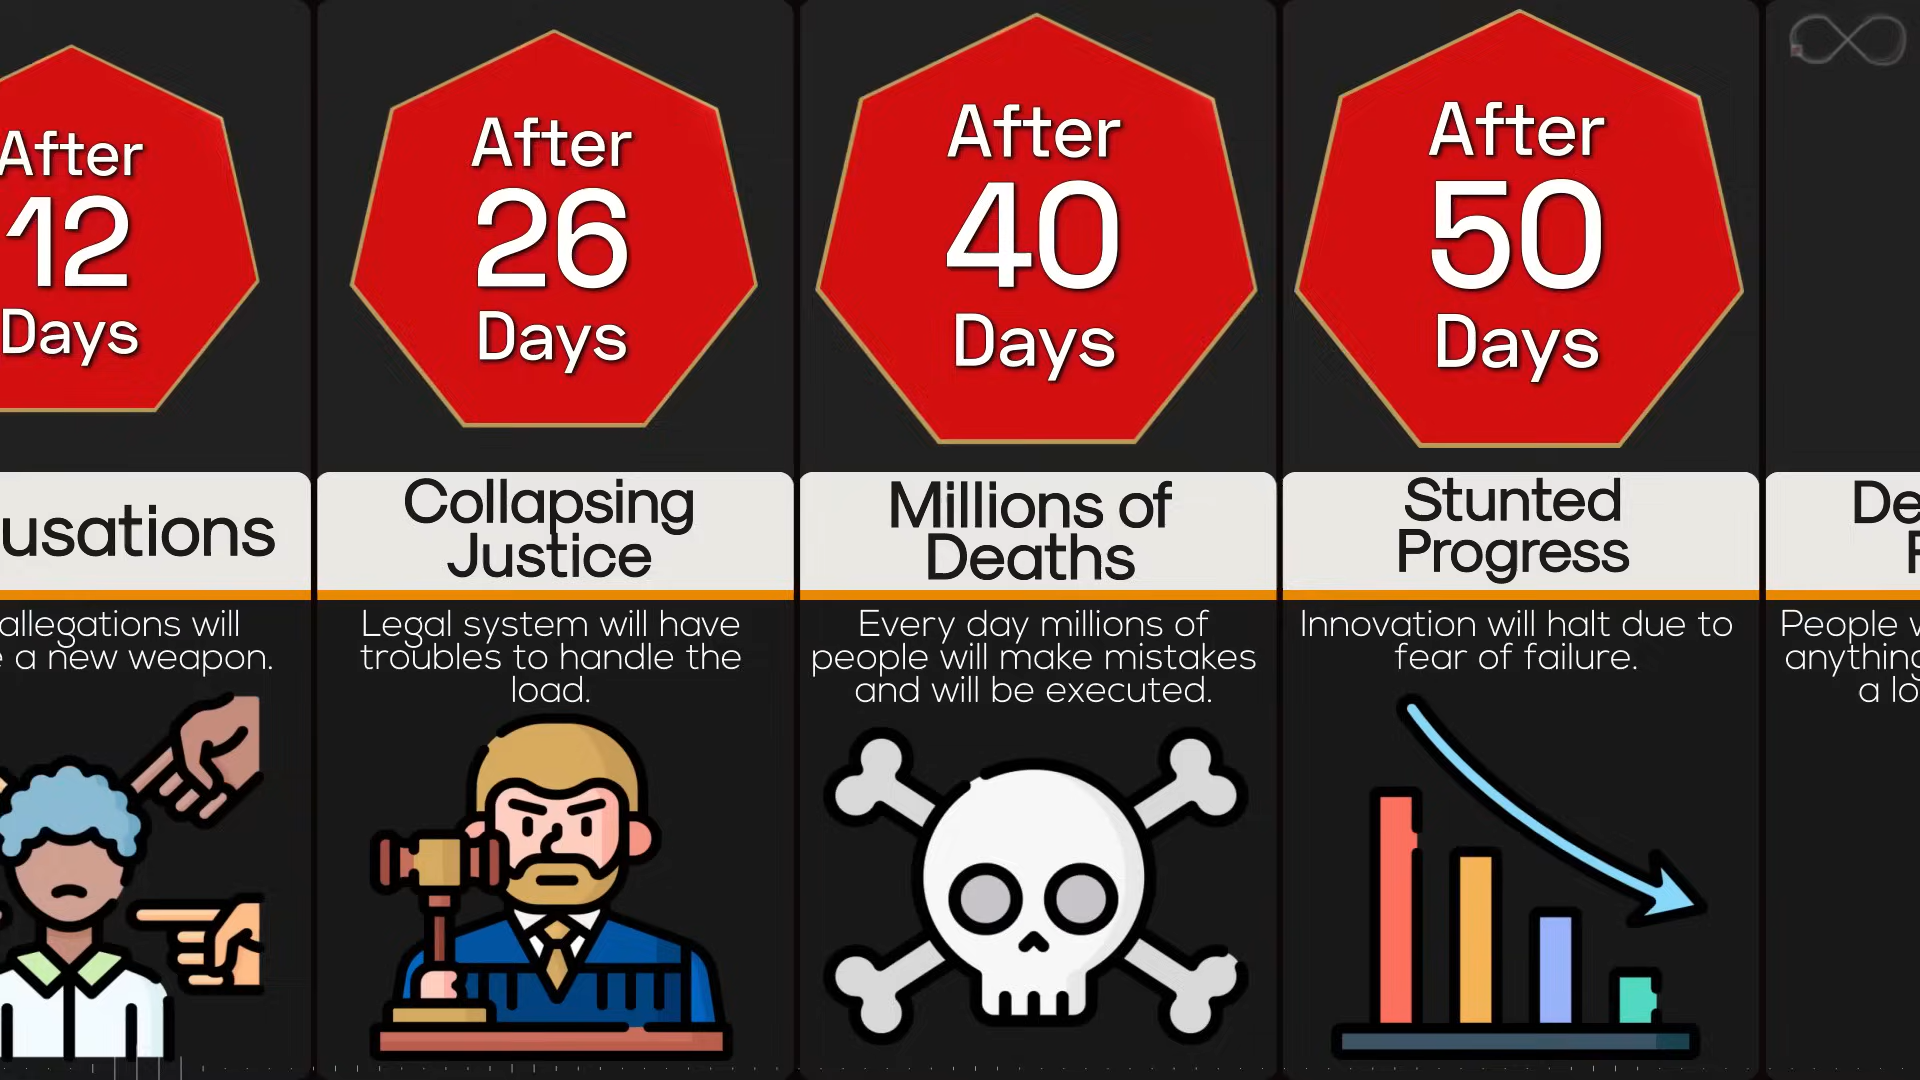 After
12
Days
usations
allegations will
a new weapon.
After
26
Days
Collapsing
Justice
Legal system will have
troubles to handle the
load.
After
40
Days
Millions of
Deaths
Every day millions of
people will make mistakes
and will be executed.
After
50
Days
Stunted
Progress
Innovation will halt due to
fear of failure.
De
People w
anything
a lo